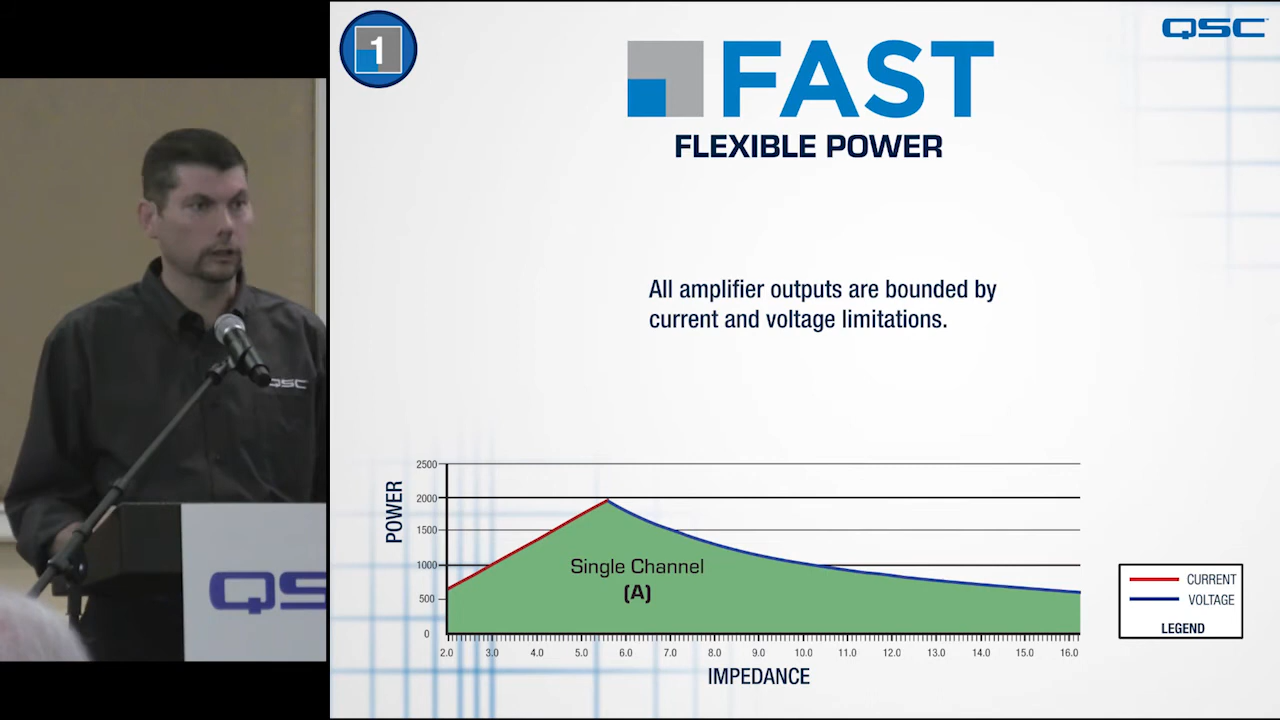 1
QSC
FAST
FLEXIBLE POWER
All amplifier outputs are bounded by
current and voltage limitations.
POWER
2500
2000
1500
1000
500
0
Single Channel
(A)
2.0 3.0 4.0 5.0 6.0 7.0 8.0 9.0 10.0 11.0 12.0 13.0 14.0 15.0 16.0
IMPEDANCE
CURRENT
VOLTAGE
LEGEND
QSC
QS